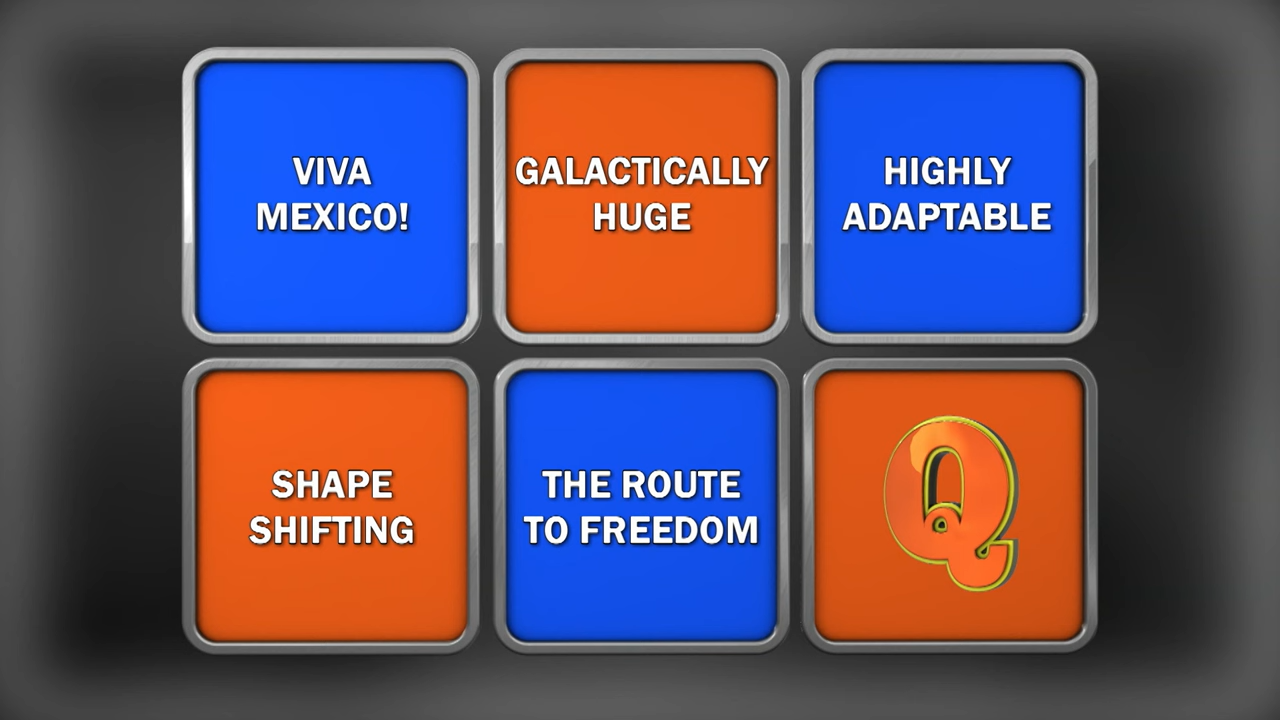 VIVA
MEXICO!
GALACTICALLY
HUGE
HIGHLY
ADAPTABLE
SHAPE
SHIFTING
THE ROUTE
TO FREEDOM
Q